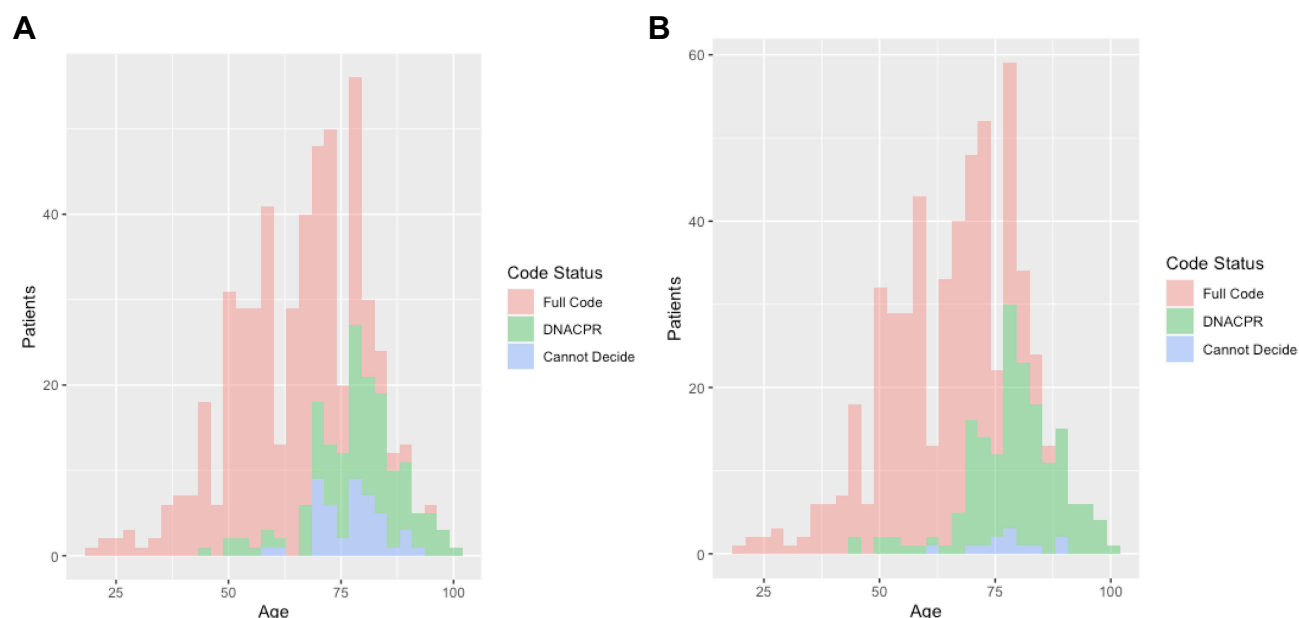 A
Patients
40
20
0
25
50
75
100
Age
Code Status
Full Code
DNACPR
Cannot Decide
B
Patients
60
40
20
0
25
50
75
100
Age
Code Status
Full Code
DNACPR
Cannot Decide